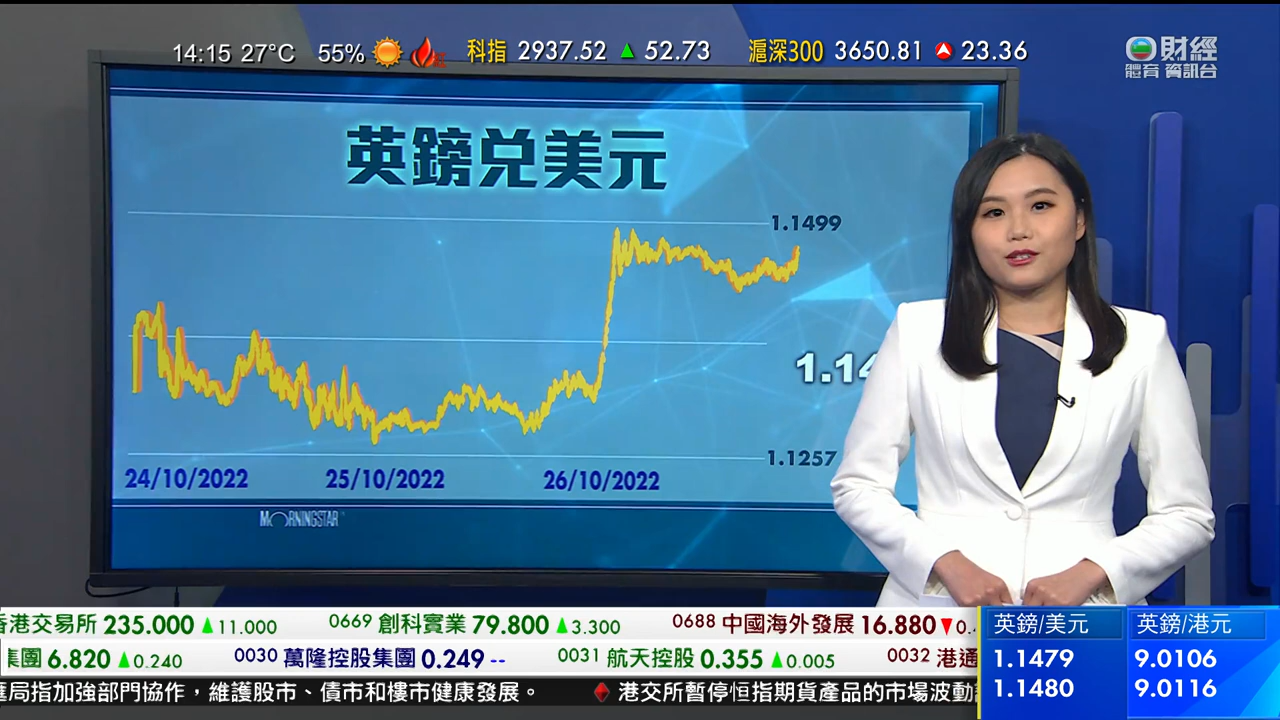 14:15 27°C 55% 科指 2937.52 ▲ 52.73 滬深300 3650.81 ▲ 23.36
財經
體育 資訊台
英鎊兌美元
1.1499
1.14
1.1257
24/10/2022 25/10/2022 26/10/2022
MORNINGSTAR
香港交易所 235.000 ▲ 11.000 0669 創科實業 79.800 ▲ 3.300 0688 中國海外發展 16.880 ▼ 0.
集團 6.820 ▲ 0.240 0030 萬隆控股集團 0.249 -- 0031 航天控股 0.355 ▲ 0.005 0032 港通
局指加強部門協作，維護股市、債市和樓市健康發展。 港交所暫停恒指期貨產品的市場波動
英鎊/美元 英鎊/港元
1.1479 9.0106
1.1480 9.0116